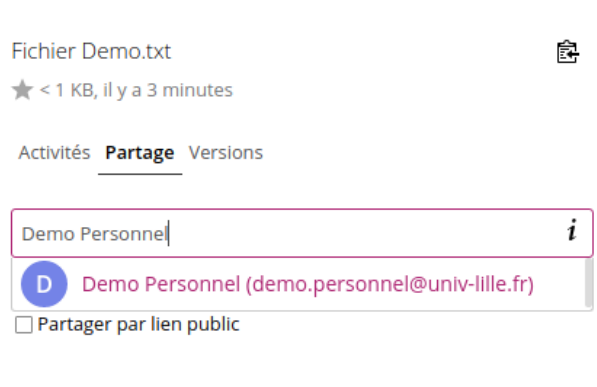 Fichier Demo.txt
< 1 KB, il y a 3 minutes
Activités Partage Versions
Demo Personnel i
D Demo Personnel (demo.personnel@univ-lille.fr)
Partager par lien public